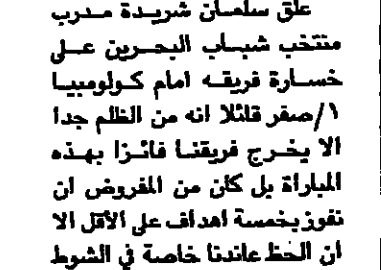 علق سلمان شريدة مدرب
منتخب شباب البحرين على
خسارة فريقه امام كولومبيا
١/صفر قائلا انه من الظلم جدا
الا يخرج فريقنا فائزا بهذه
المباراة بل كان من المفروض ان
نفوز بخمسة اهداف على الأقل الا
ان الحظ عاندنا خاصة في الشوط